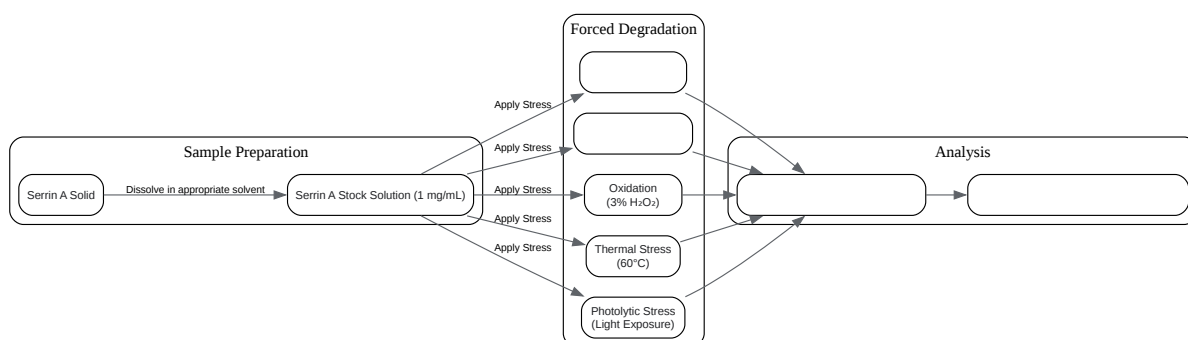 Forced Degradation
Apply Stress
Sample Preparation
Apply Stress
Analysis
Serrin A Solid
Dissolve in appropriate solvent
Serrin A Stock Solution (1 mg/mL)
Apply Stress
Oxidation
(3% H₂O₂)
Apply Stress
Thermal Stress
(60°C)
Apply Stress
Photolytic Stress
(Light Exposure)